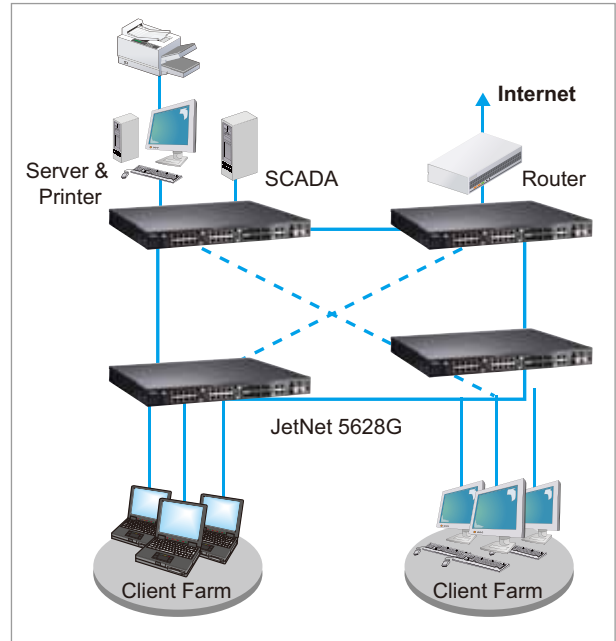 Internet
Server &
Printer
SCADA
Router
JetNet 5628G
Client Farm
Client Farm